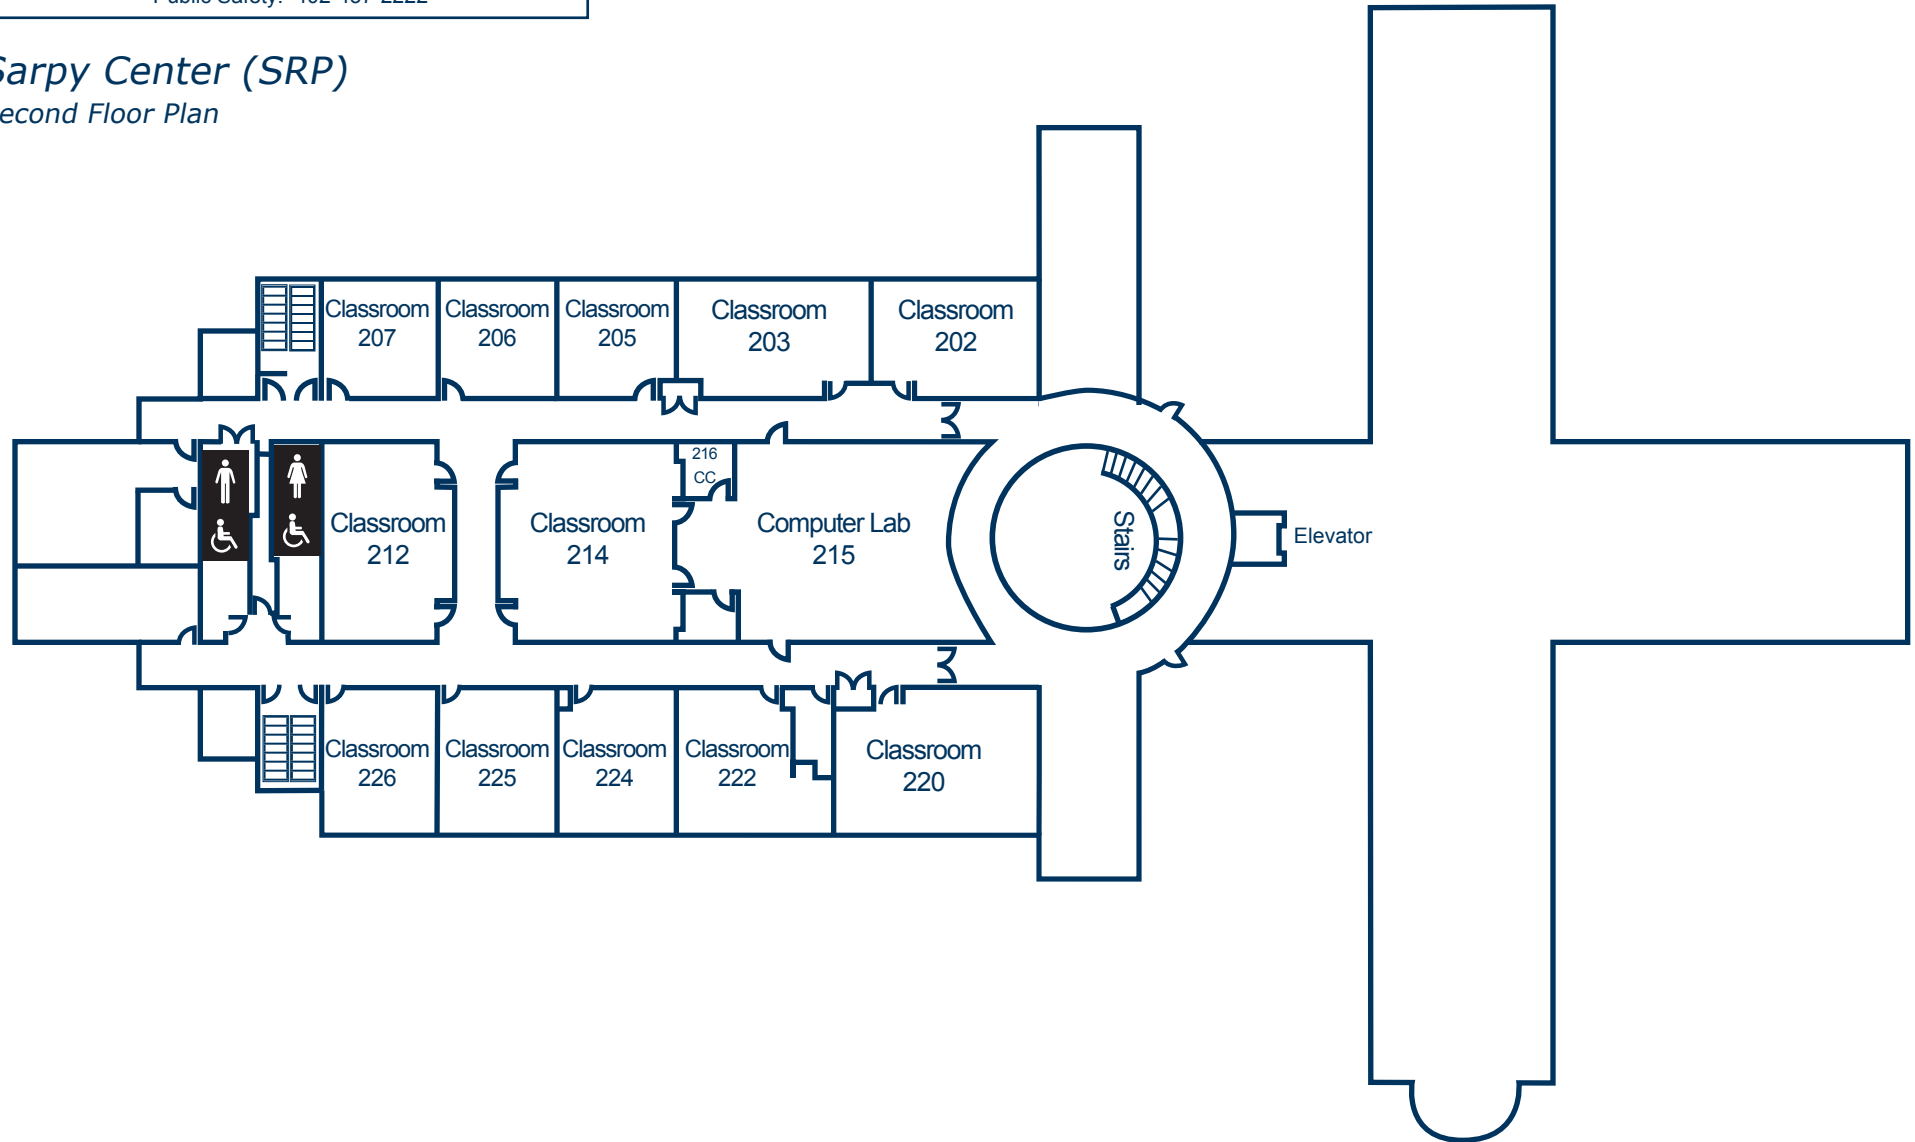 Sarpy Center (SRP)
Second Floor Plan
Classroom
207
Classroom
206
Classroom
205
Classroom
203
Classroom
202
216
CC
Classroom
212
Classroom
214
Computer Lab
215
Stairs
Elevator
Classroom
226
Classroom
225
Classroom
224
Classroom
222
Classroom
220